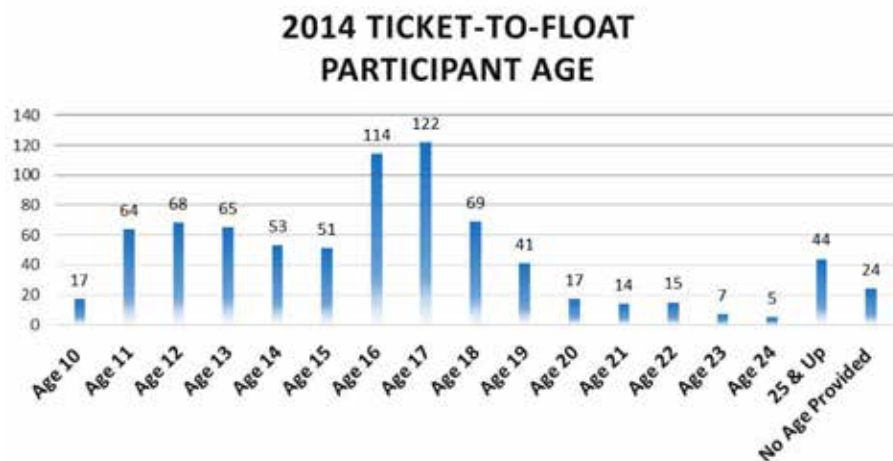 2014 TICKET-TO-FLOAT
PARTICIPANT AGE
140
120
100
80
60
40
20
0
17
64
68
65
53
51
114
122
69
41
17
14
15
7
5
44
24
Age 10
Age 11
Age 12
Age 13
Age 14
Age 15
Age 16
Age 17
Age 18
Age 19
Age 20
Age 21
Age 22
Age 23
Age 24
25 & Up
No Age Provided